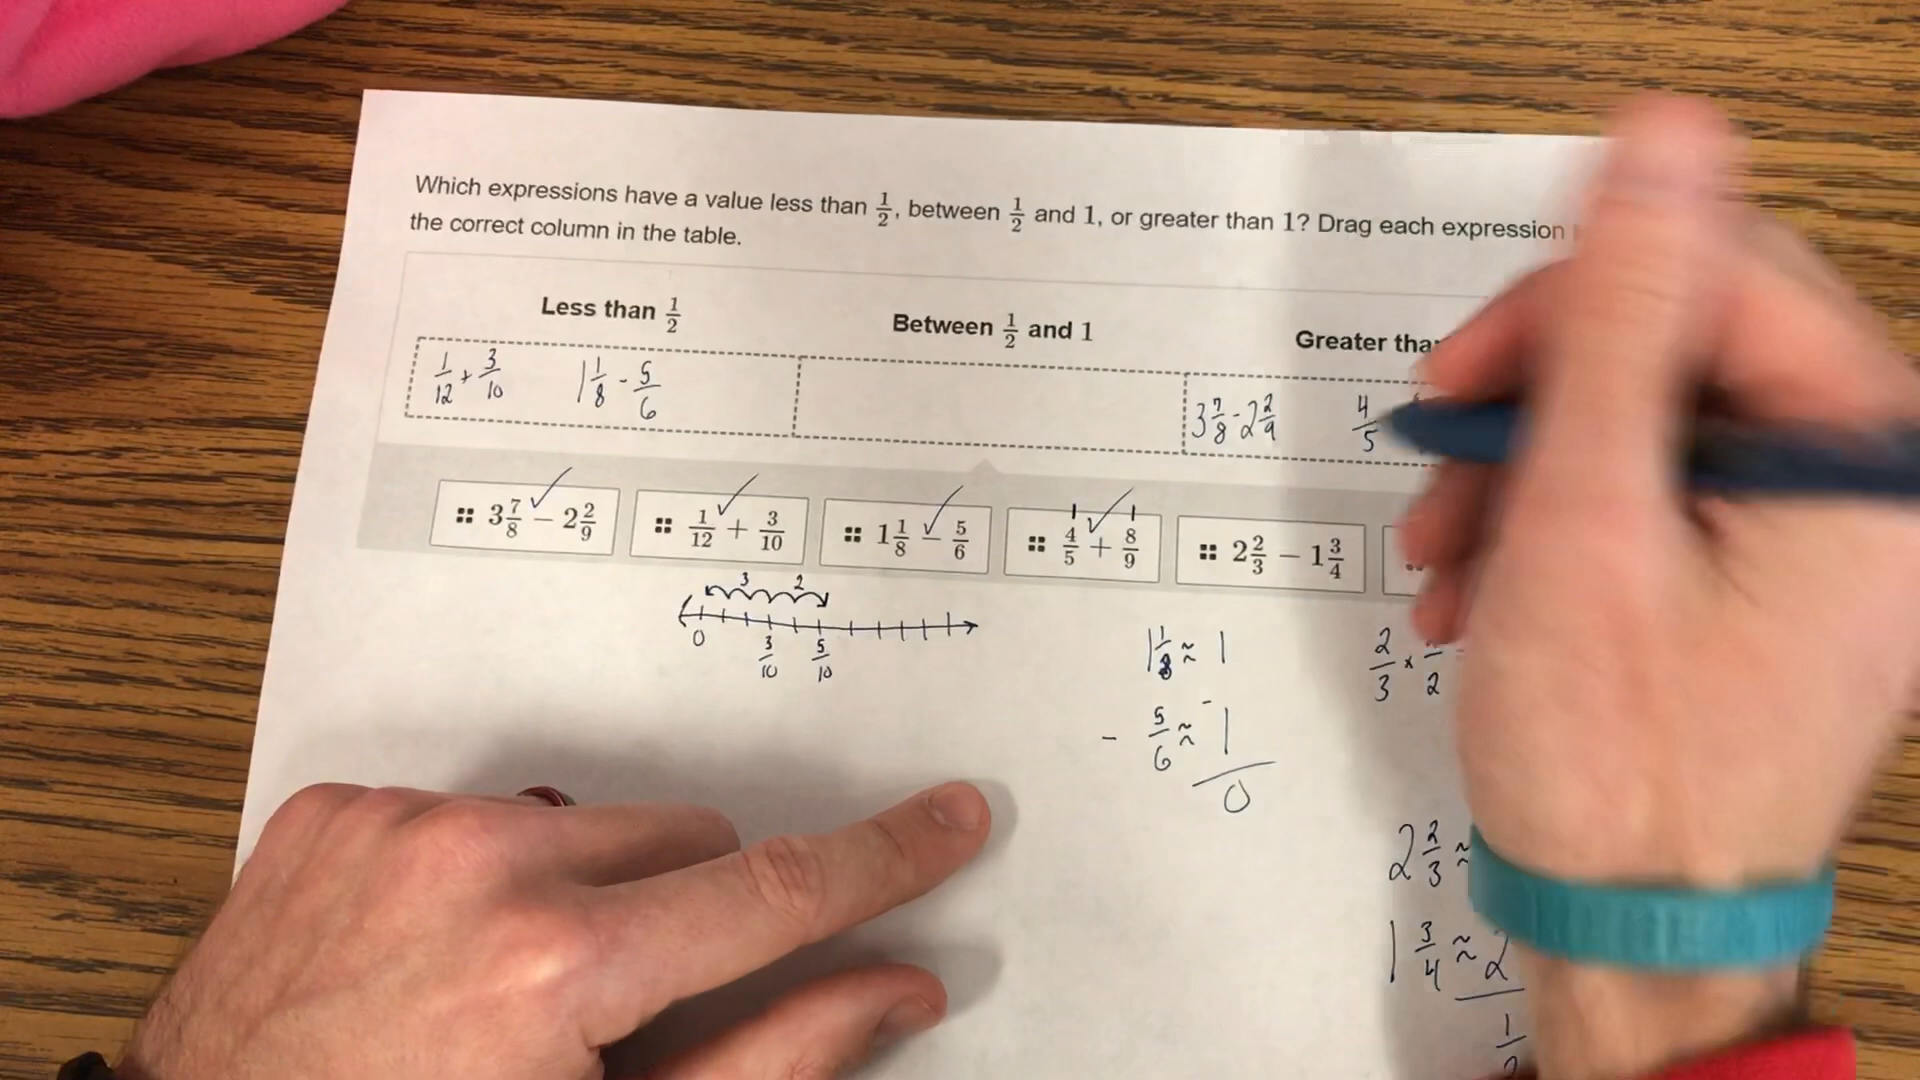 Which expressions have a value less than 1/2, between 1/2 and 1, or greater than 1? Drag each expression
the correct column in the table.
Less than 1/2
Between 1/2 and 1
Greater
1/12 + 3/10
1 1/8 - 5/6
3 7/8 - 2 2/9
4/5
3 7/8 − 2 2/9
1/12 + 3/10
1 1/8 − 5/6
4/5 + 8/9
2 2/3 − 1 3/4
1 1
3 2
0 3/10 5/10
1 1/8 ≈ 1
- 5/6 ≈ - 1
0
2/3 ×
2
2 2/3 ≈
1 3/4 ≈ 2
1